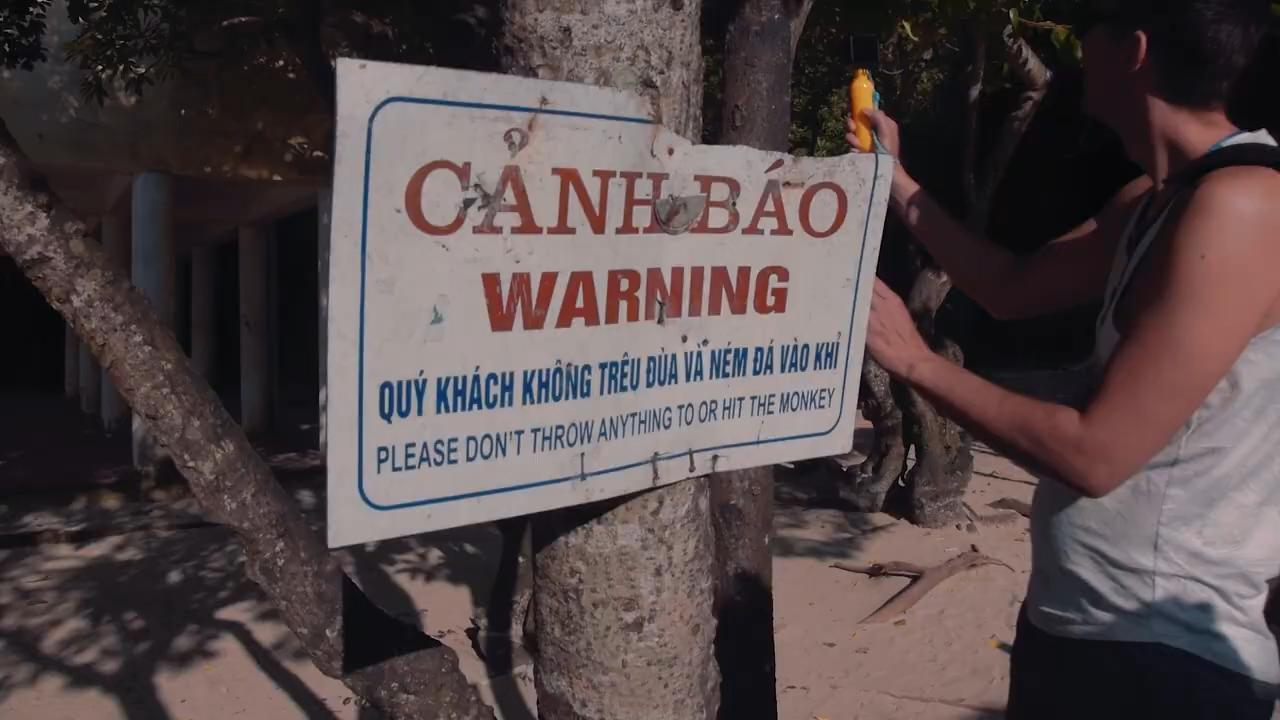 CẢNH BÁO
WARNING
QUÝ KHÁCH KHÔNG TRÊU ĐÙA VÀ NÉM ĐÁ VÀO KHỈ
PLEASE DON'T THROW ANYTHING TO OR HIT THE MONKEY